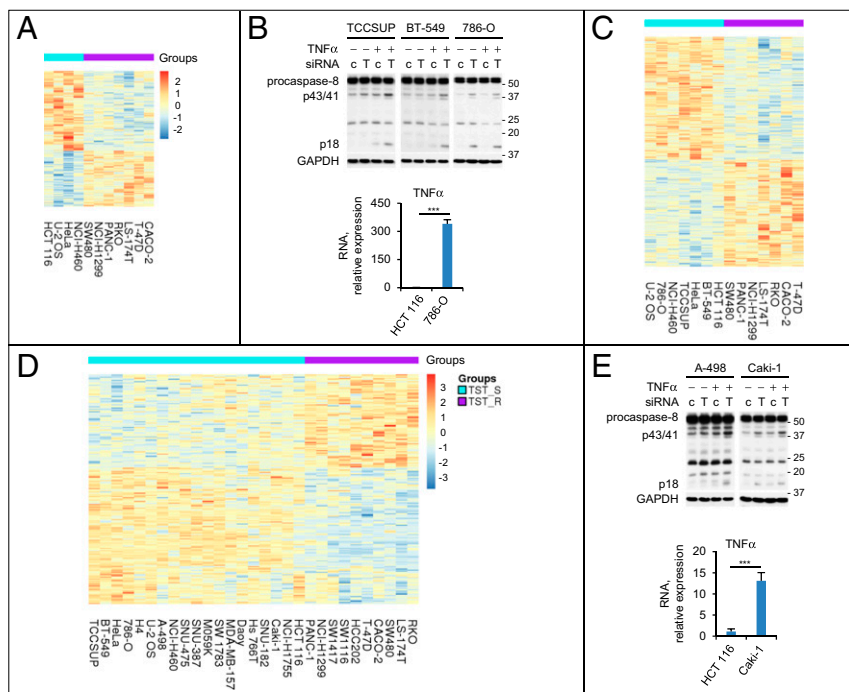 A
Groups
2
1
0
-1
-2
HCT 116
U-2 OS
HeLa
NCI-H460
SW480
NCI-H1299
PANC-1
RKO
LS-174T
T-47D
CACO-2
B
TCCSUP BT-549 786-O
TNFα − − + + − − + + − − + +
siRNA c T c T c T c T c T c T
procaspase-8
p43/41
p18
GAPDH
50
37
25
20
37
TNFα
RNA,
relative expression
450
300
150
0
***
HCT 116
786-O
C
U-2 OS
786-O
NCI-H460
TCCSUP
HeLa
BT-549
HCT 116
SW480
PANC-1
NCI-H1299
LS-174T
RKO
CACO-2
T-47D
D
Groups
3
2
1
0
-1
-2
-3
Groups
TST_S
TST_R
TCCSUP
BT-549
HeLa
786-O
H4
U-2 OS
A-498
NCI-H460
SNU-475
SNU-387
M059K
SW 1783
MDA-MB-157
Daoy
Hs 766T
SNU-182
Caki-1
NCI-H1755
HCT 116
PANC-1
NCI-H1299
SW1417
SW1116
HCC202
T-47D
CACO-2
SW480
LS-174T
RKO
E
A-498 Caki-1
TNFα − − + + − − + +
siRNA c T c T c T c T
procaspase-8
p43/41
p18
GAPDH
50
37
25
20
37
TNFα
RNA,
relative expression
20
15
10
5
0
***
HCT 116
Caki-1